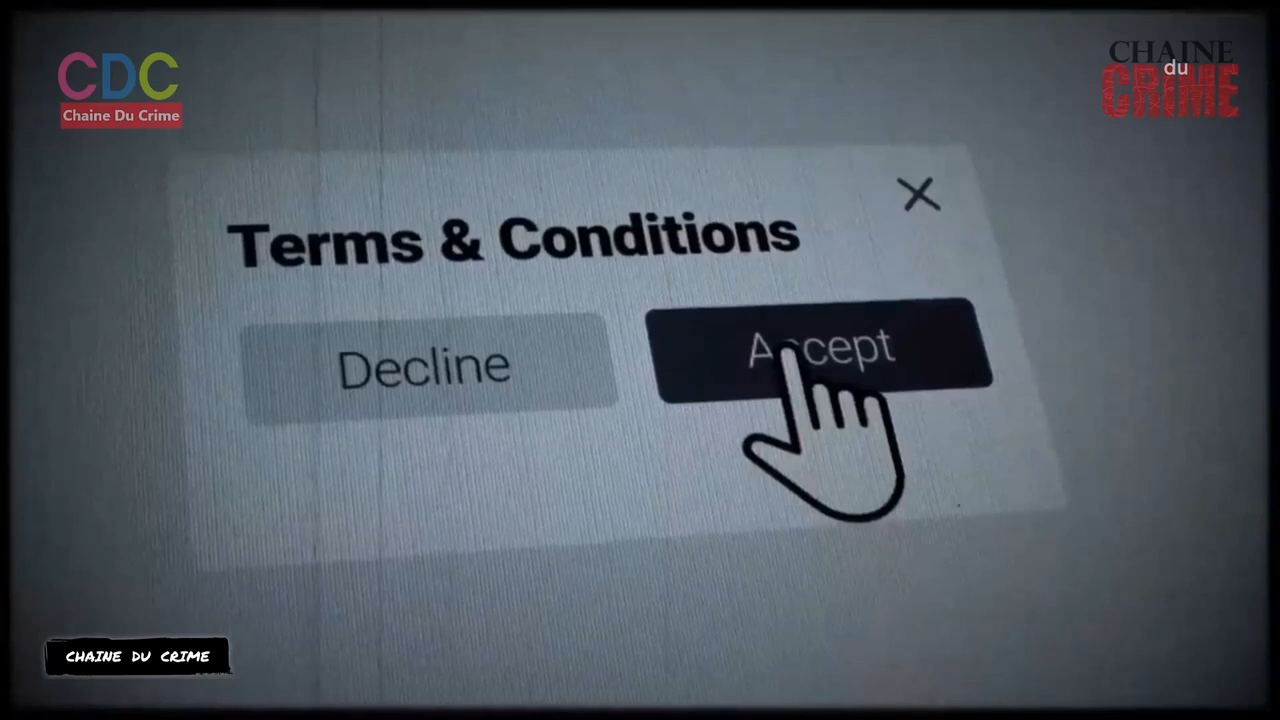 CDC
Chaine Du Crime
CHAINE
du
CRIME
Terms & Conditions
Decline
Accept
CHAINE DU CRIME